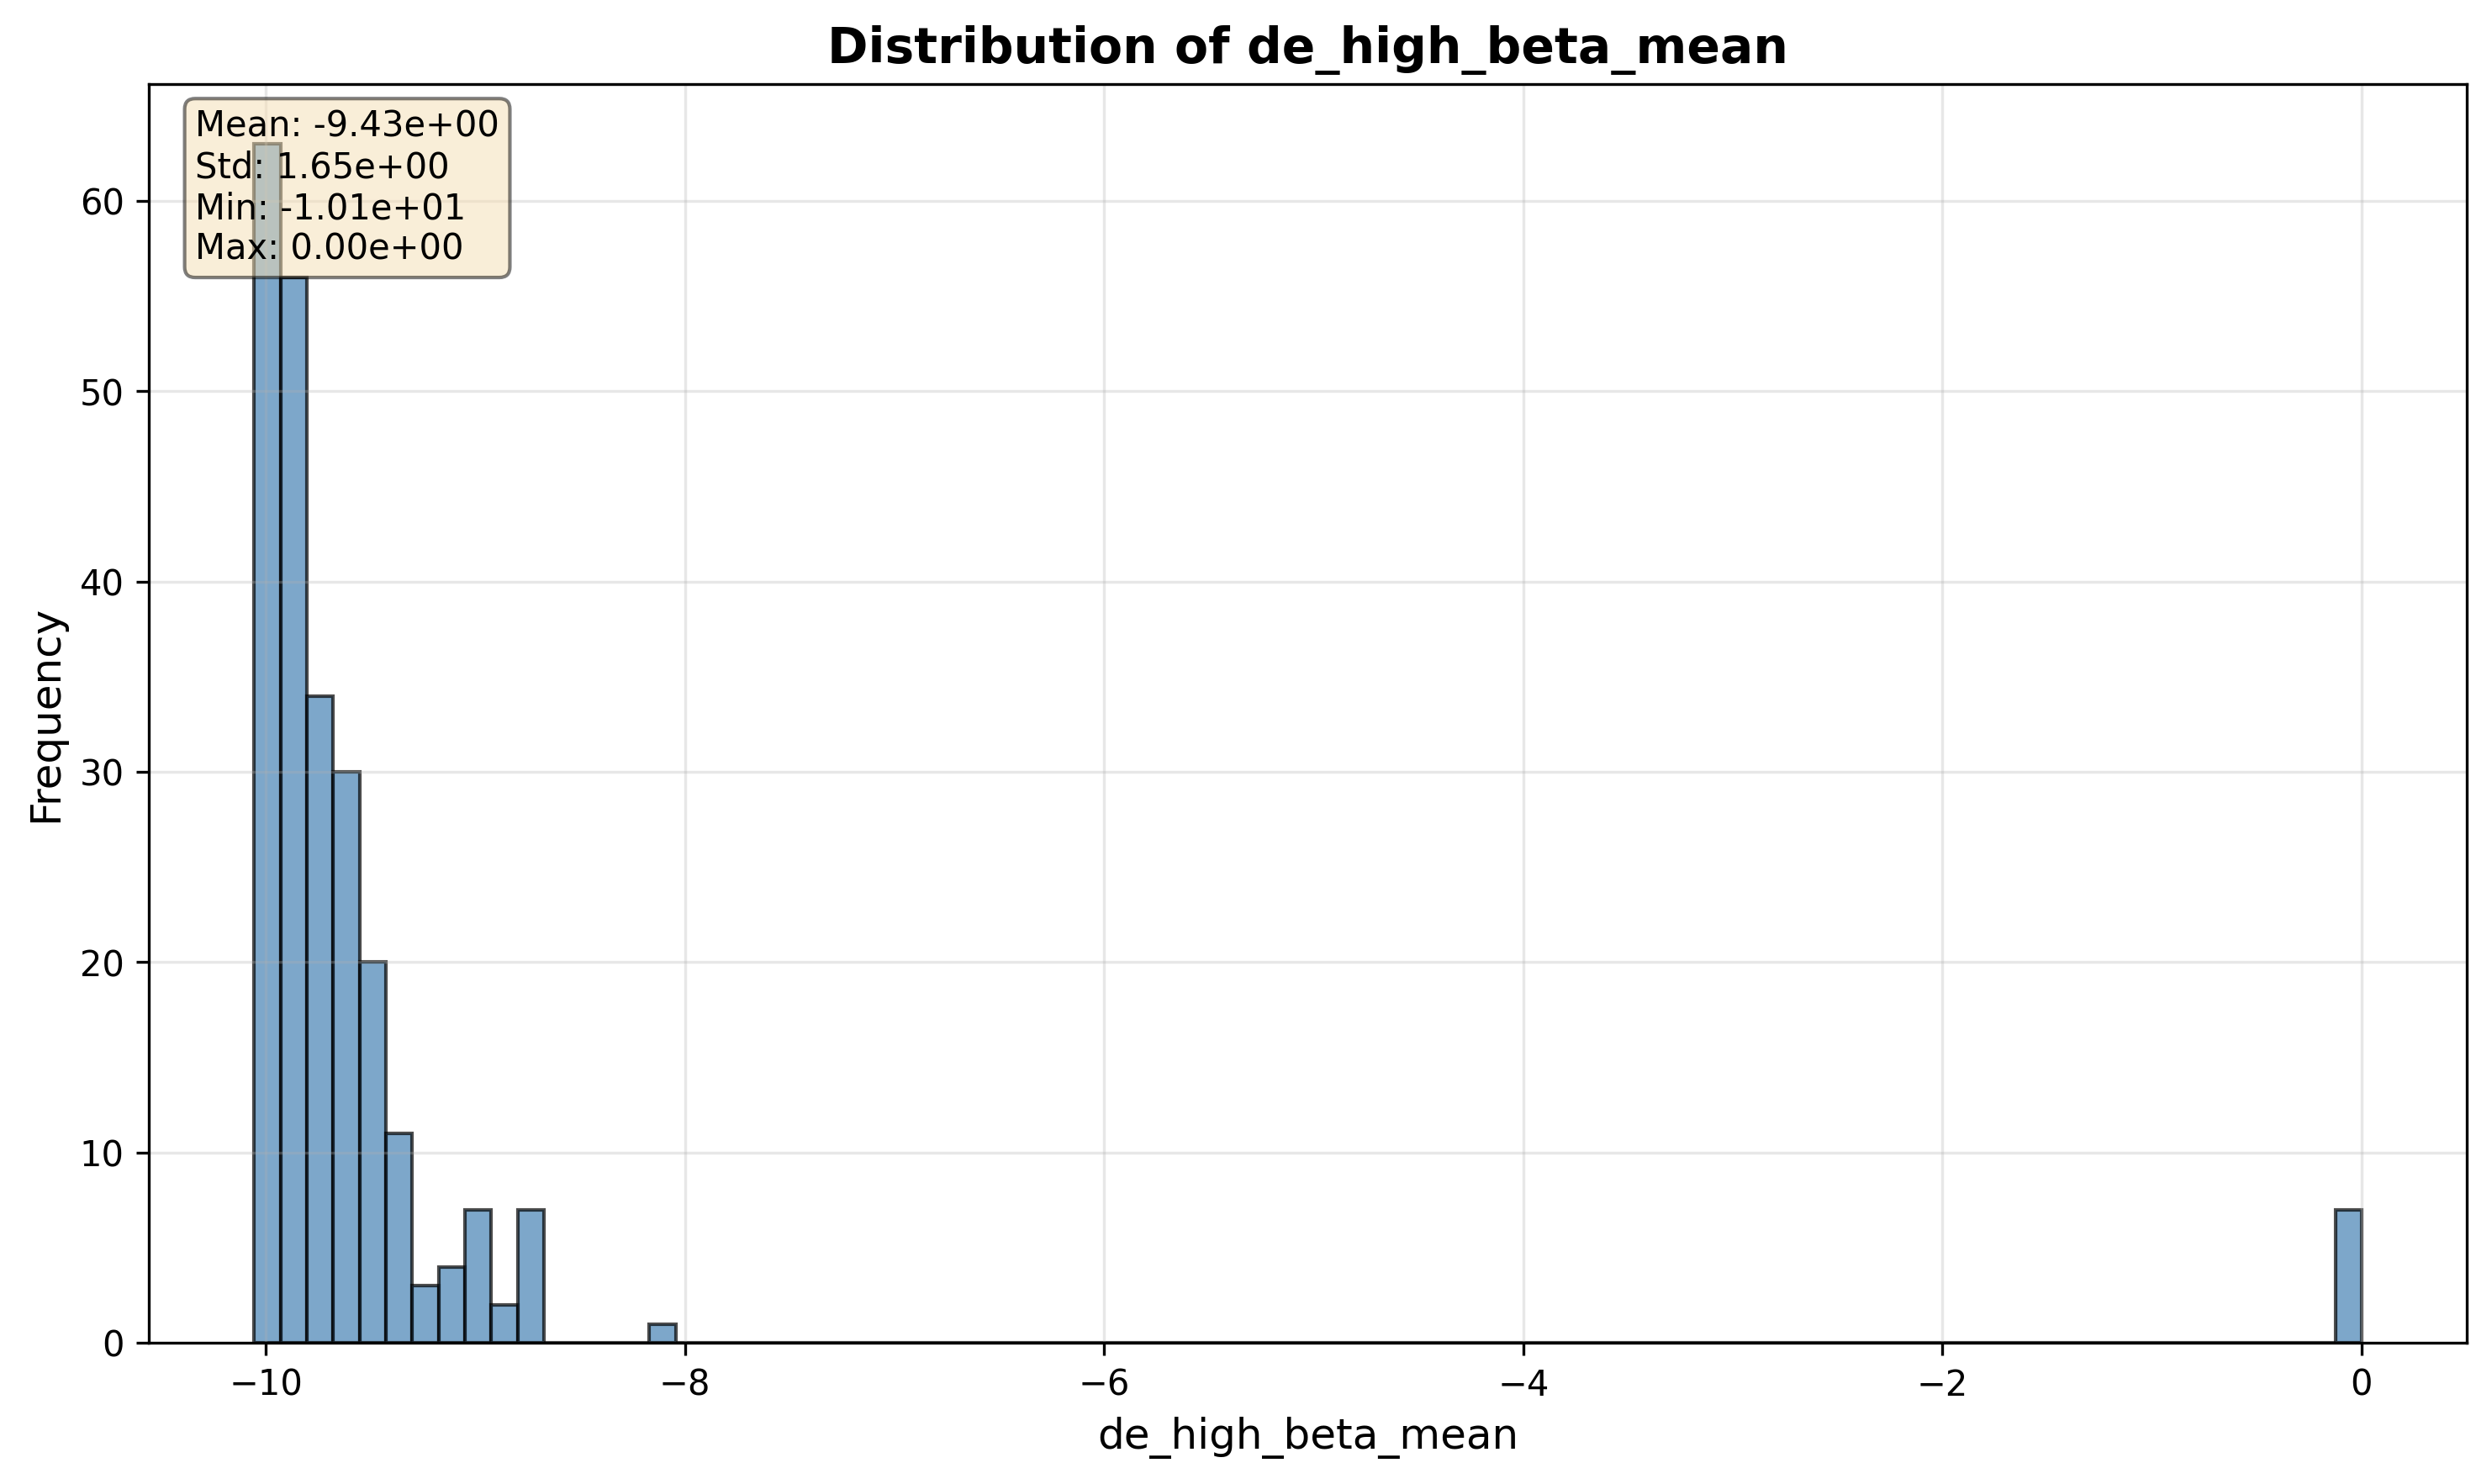 Distribution of de_high_beta_mean
Mean: -9.43e+00
Std: 1.65e+00
Min: -1.01e+01
Max: 0.00e+00
60
50
40
30
20
10
0
Frequency
−10 −8 −6 −4 −2 0
de_high_beta_mean